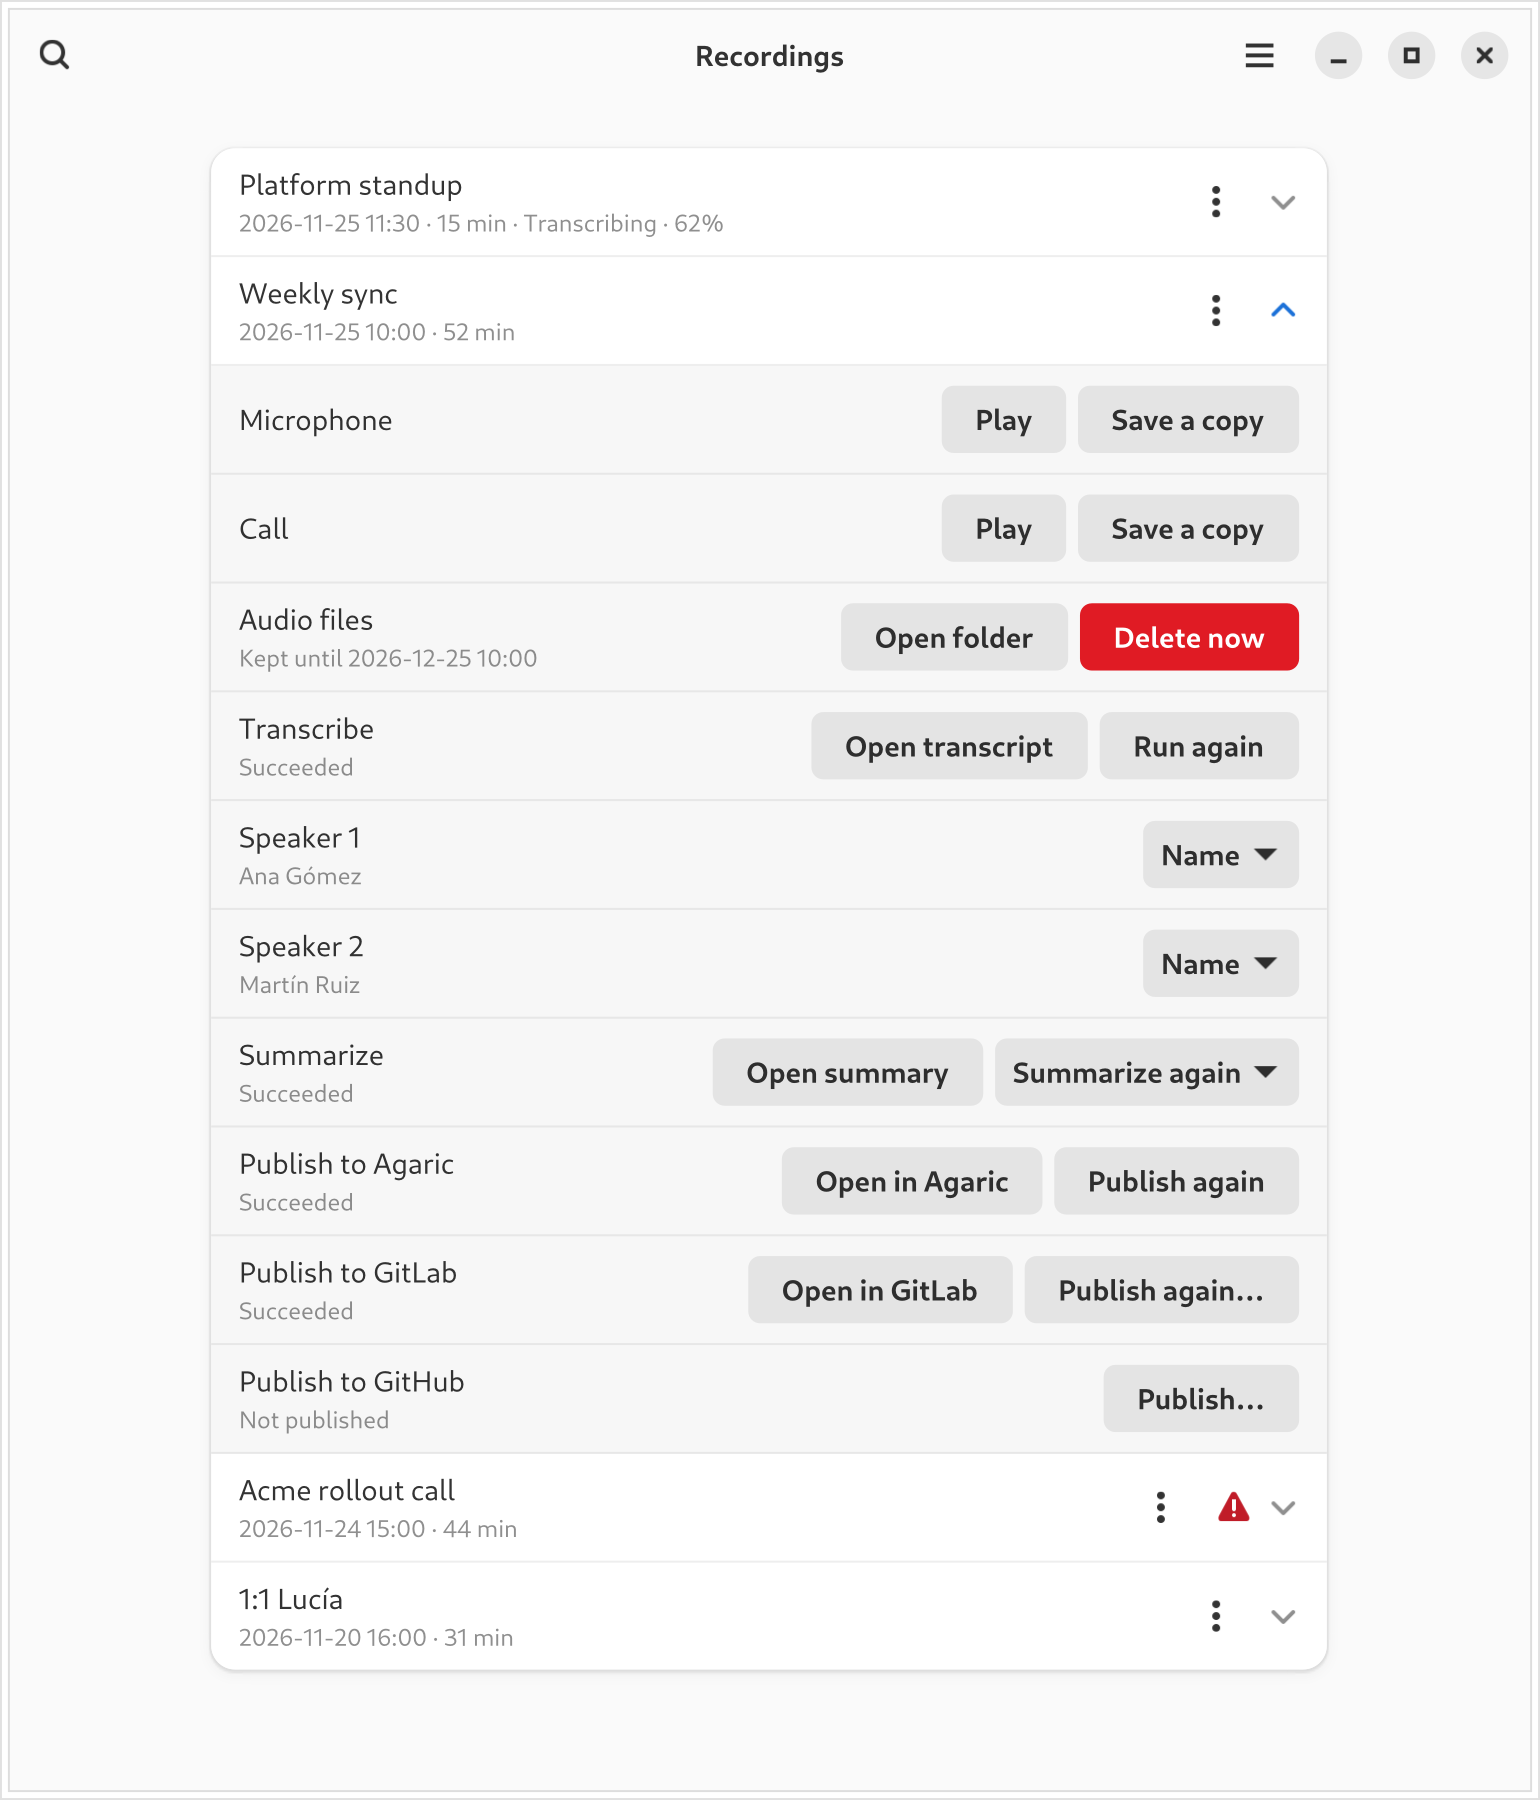 Recordings
Platform standup
2026-11-25 11:30 · 15 min · Transcribing · 62%
Weekly sync
2026-11-25 10:00 · 52 min
Microphone
Play
Save a copy
Call
Play
Save a copy
Audio files
Kept until 2026-12-25 10:00
Open folder
Delete now
Transcribe
Succeeded
Open transcript
Run again
Speaker 1
Ana Gómez
Name
Speaker 2
Martín Ruiz
Name
Summarize
Succeeded
Open summary
Summarize again
Publish to Agaric
Succeeded
Open in Agaric
Publish again
Publish to GitLab
Succeeded
Open in GitLab
Publish again...
Publish to GitHub
Not published
Publish...
Acme rollout call
2026-11-24 15:00 · 44 min
1:1 Lucía
2026-11-20 16:00 · 31 min